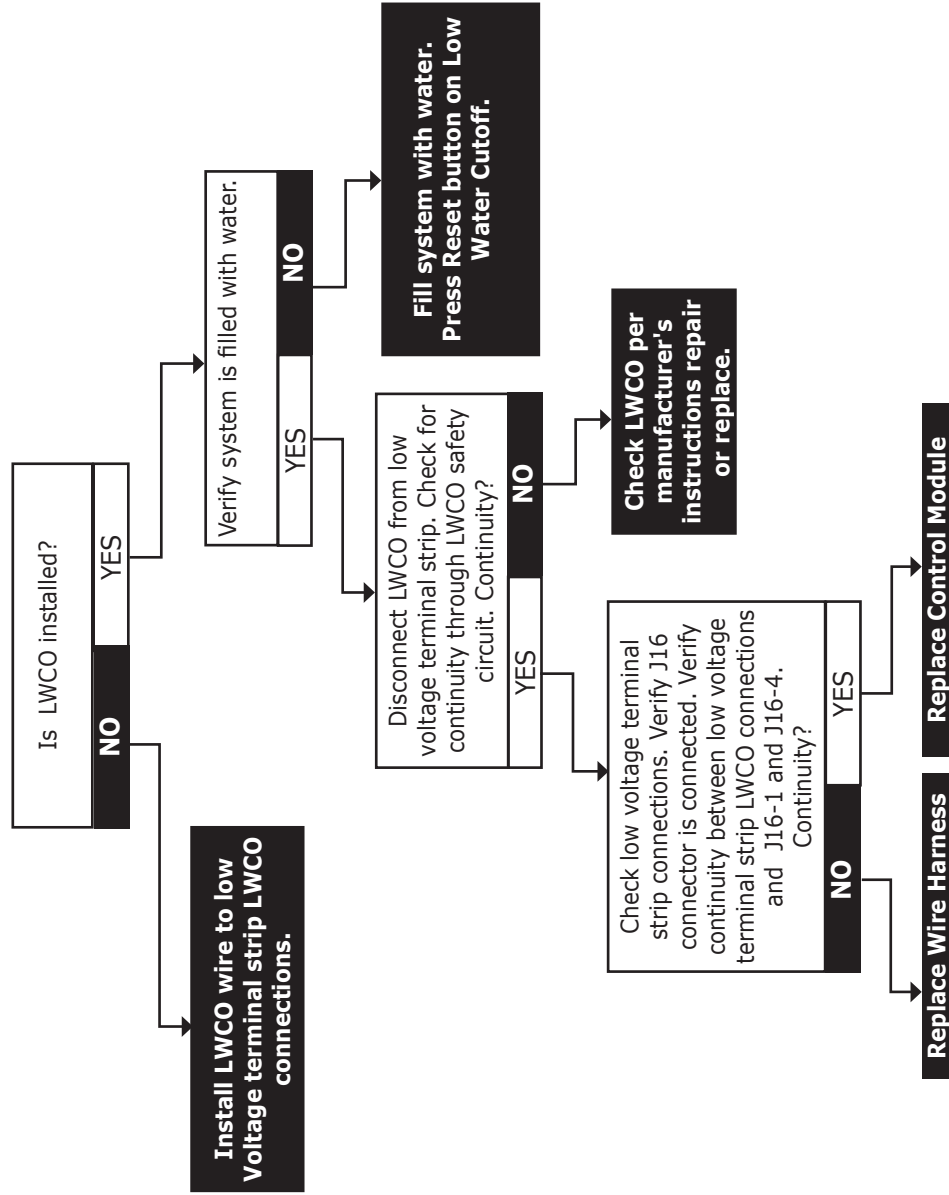 Is LWCO installed?
NO
YES
Install LWCO wire to low
Voltage terminal strip LWCO
connections.
Verify system is filled with water.
YES
NO
Fill system with water.
Press Reset button on Low
Water Cutoff.
Disconnect LWCO from low
voltage terminal strip. Check for
continuity through LWCO safety
circuit. Continuity?
YES
NO
Check LWCO per
manufacturer's
instructions repair
or replace.
Check low voltage terminal
strip connections. Verify J16
connector is connected. Verify
continuity between low voltage
terminal strip LWCO connections
and J16-1 and J16-4.
Continuity?
NO
YES
Replace Wire Harness
Replace Control Module